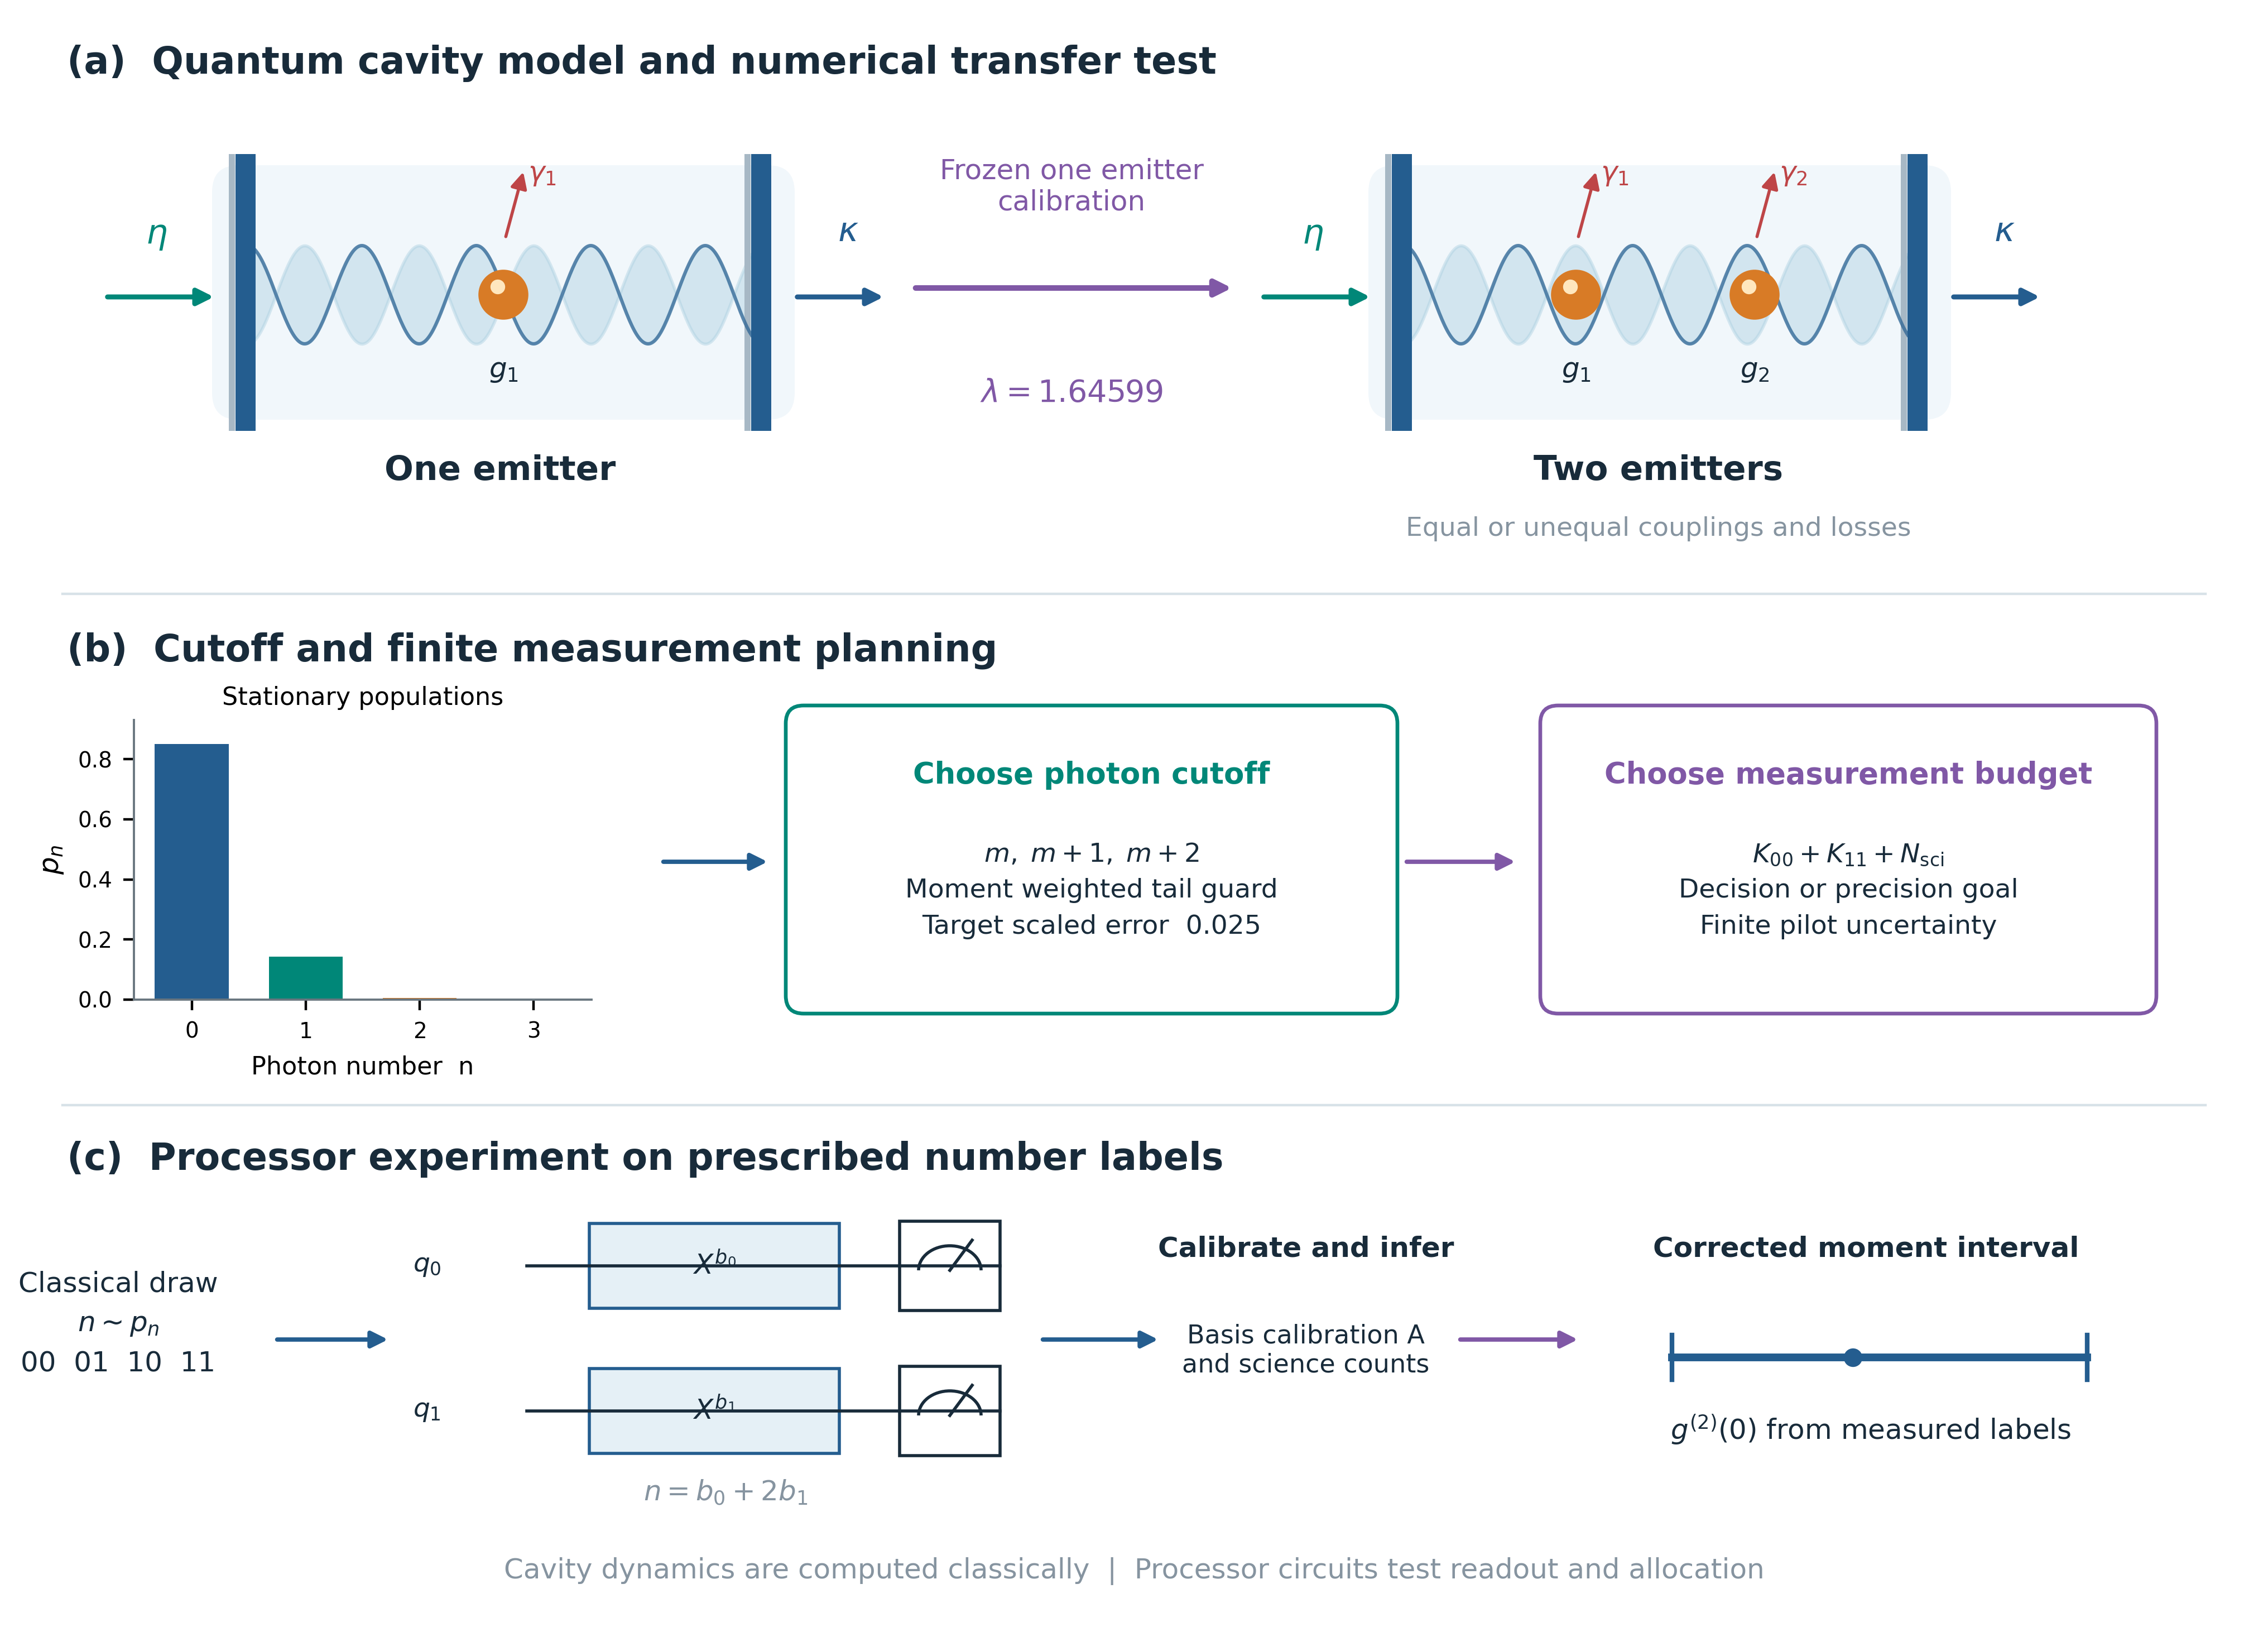 (a) Quantum cavity model and numerical transfer test
γ₁
Frozen one emitter
calibration
γ₁
γ₂
η
κ
η
κ
g₁
λ = 1.64599
g₁
g₂
One emitter
Two emitters
Equal or unequal couplings and losses
(b) Cutoff and finite measurement planning
Stationary populations
pₙ
0.8
0.6
0.4
0.2
0.0
0 1 2 3
Photon number n
Choose photon cutoff
m, m + 1, m + 2
Moment weighted tail guard
Target scaled error 0.025
Choose measurement budget
K₀₀ + K₁₁ + N_sci
Decision or precision goal
Finite pilot uncertainty
(c) Processor experiment on prescribed number labels
Classical draw
n ~ pₙ
00 01 10 11
q₀
X^b₀
q₁
X^b₁
n = b₀ + 2b₁
Calibrate and infer
Basis calibration A
and science counts
Corrected moment interval
g⁽²⁾(0) from measured labels
Cavity dynamics are computed classically | Processor circuits test readout and allocation